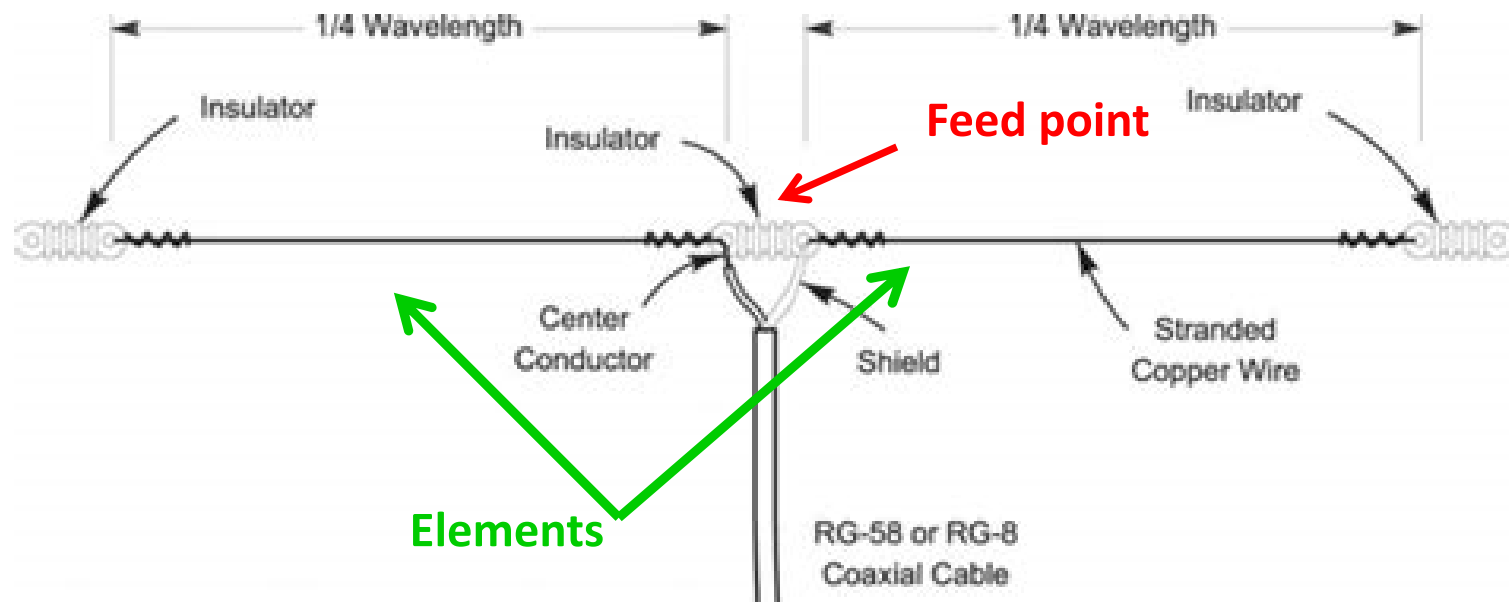 1/4 Wavelength
1/4 Wavelength
Insulator
Insulator
Feed point
Insulator
Center
Conductor
Shield
Stranded
Copper Wire
Elements
RG-58 or RG-8
Coaxial Cable